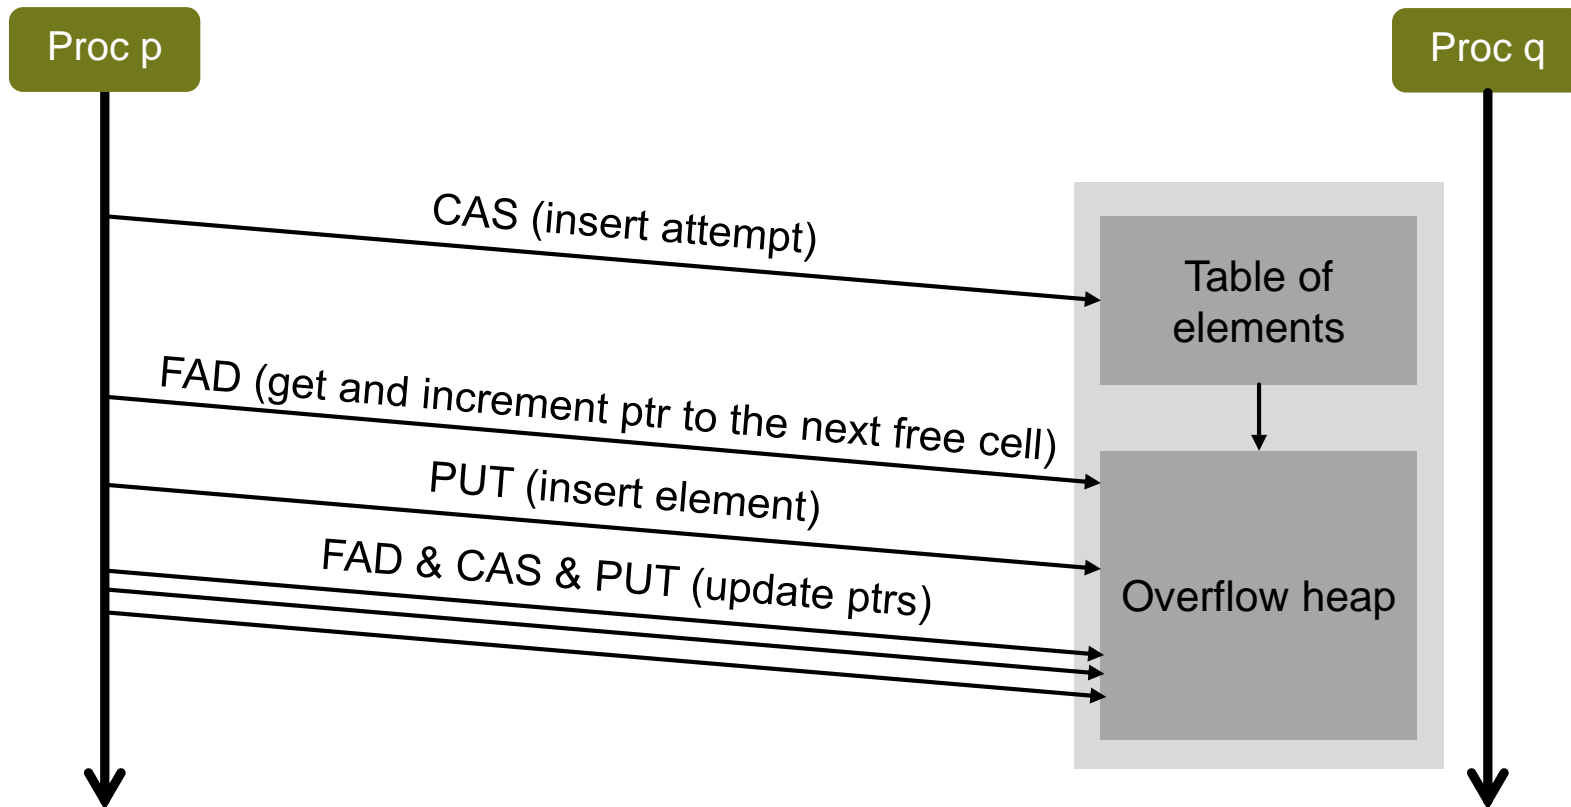 Proc p
Proc q
CAS (insert attempt)
Table of
elements
FAD (get and increment ptr to the next free cell)
PUT (insert element)
FAD & CAS & PUT (update ptrs)
Overflow heap